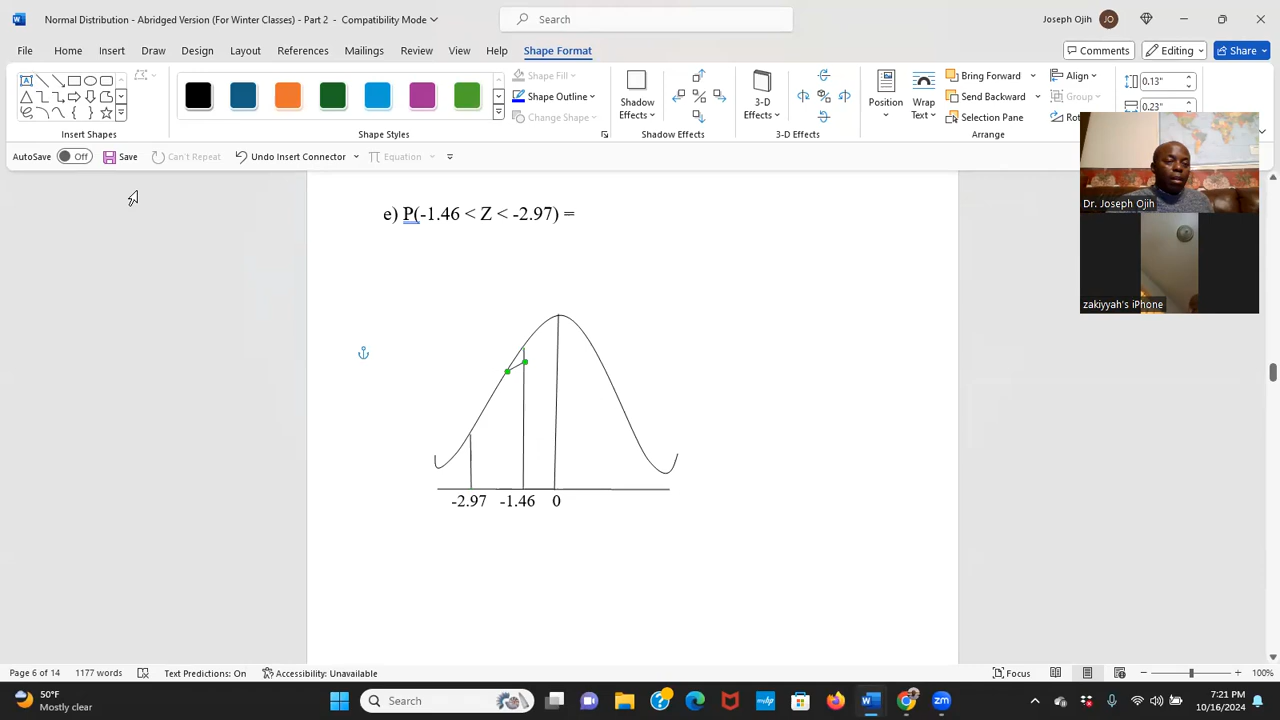 Normal Distribution - Abridged Version (For Winter Classes) - Part 2 - Compatibility Mode
Search
Joseph Ojih
JO
File Home Insert Draw Design Layout References Mailings Review View Help Shape Format
Comments
Editing
Share
Shape Fill
Shape Outline
Change Shape
Shadow Effects
3-D Effects
Position
Wrap Text
Bring Forward
Send Backward
Selection Pane
Align
Group
0.13"
0.23"
Insert Shapes
Shape Styles
Shadow Effects
3-D Effects
Arrange
AutoSave Off Save Can't Repeat Undo Insert Connector Equation
e) P(-1.46 < Z < -2.97) =
-2.97 -1.46 0
Dr. Joseph Ojih
zakiyyah's iPhone
Page 6 of 14 1177 words Text Predictions: On Accessibility: Unavailable Focus 100%
50°F
Mostly clear
Search
7:21 PM
10/16/2024